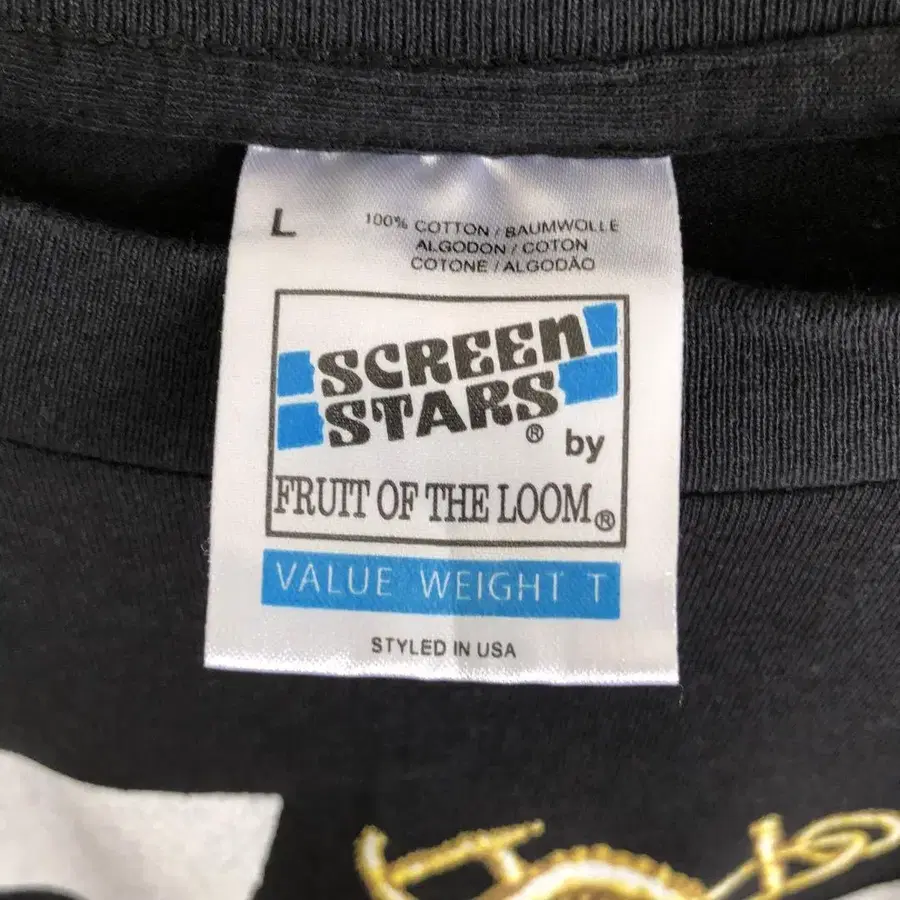 L
100% COTTON / BAUMWOLLE
ALGODON / COTON
COTONE / ALGODÃO
SCREEN
STARS® by
FRUIT OF THE LOOM®
VALUE WEIGHT T
STYLED IN USA